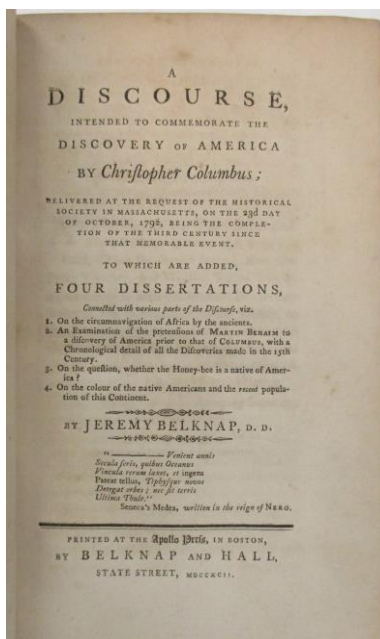 A
DISCOURSE,
INTENDED TO COMMEMORATE THE
DISCOVERY OF AMERICA
BY Chriſtopher Columbus;
DELIVERED AT THE REQUEST OF THE HISTORICAL
SOCIETY IN MASSACHUSETTS, ON THE 23d DAY
OF OCTOBER, 1792, BEING THE COMPLE-
TION OF THE THIRD CENTURY SINCE
THAT MEMORABLE EVENT.
TO WHICH ARE ADDED,
FOUR DISSERTATIONS,
Connected with various parts of the Diſcourſe, viz.
1. On the circumnavigation of Africa by the ancients.
2. An Examination of the pretenſions of MARTIN BEHAIM to
a diſcovery of America prior to that of COLUMBUS, with a
Chronological detail of all the Diſcoveries made in the 15th
Century.
3. On the queſtion, whether the Honey-bee is a native of Amer-
ica?
4. On the colour of the native Americans and the recent popula-
tion of this Continent.
BY JEREMY BELKNAP, D. D.
"—— Venient annis
Secula ſeris, quibus Oceanus
Vincula rerum laxet, et ingens
Pateat tellus, Tiphyſque novos
Detegat orbes; nec ſit terris
Ultima Thule."
Seneca's Medea, written in the reign of NERO.
PRINTED AT THE Apollo Preſs, IN BOSTON,
BY BELKNAP AND HALL,
STATE STREET, MDCCXCII.